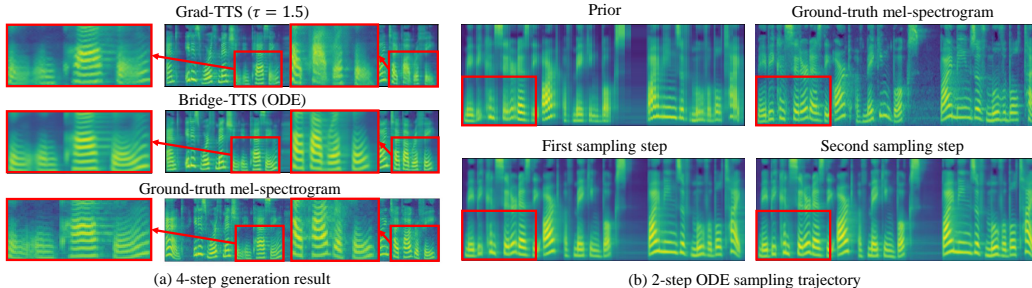 Grad-TTS (τ = 1.5)
Bridge-TTS (ODE)
Ground-truth mel-spectrogram
(a) 4-step generation result
Prior
Ground-truth mel-spectrogram
First sampling step
Second sampling step
(b) 2-step ODE sampling trajectory